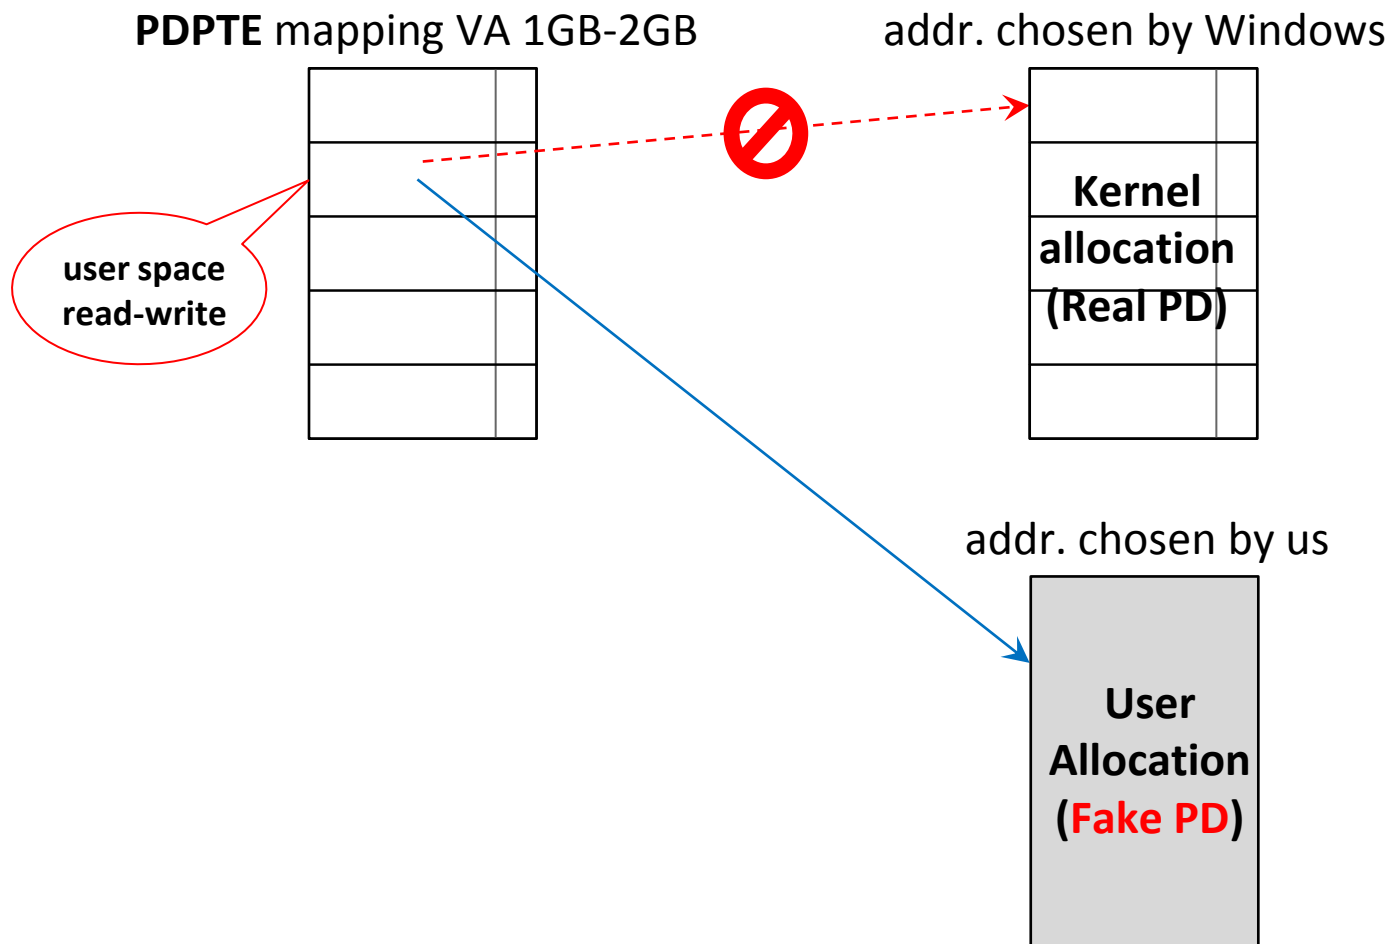 PDPTE mapping VA 1GB-2GB
addr. chosen by Windows
user space
read-write
Kernel
allocation
(Real PD)
addr. chosen by us
User
Allocation
(Fake PD)